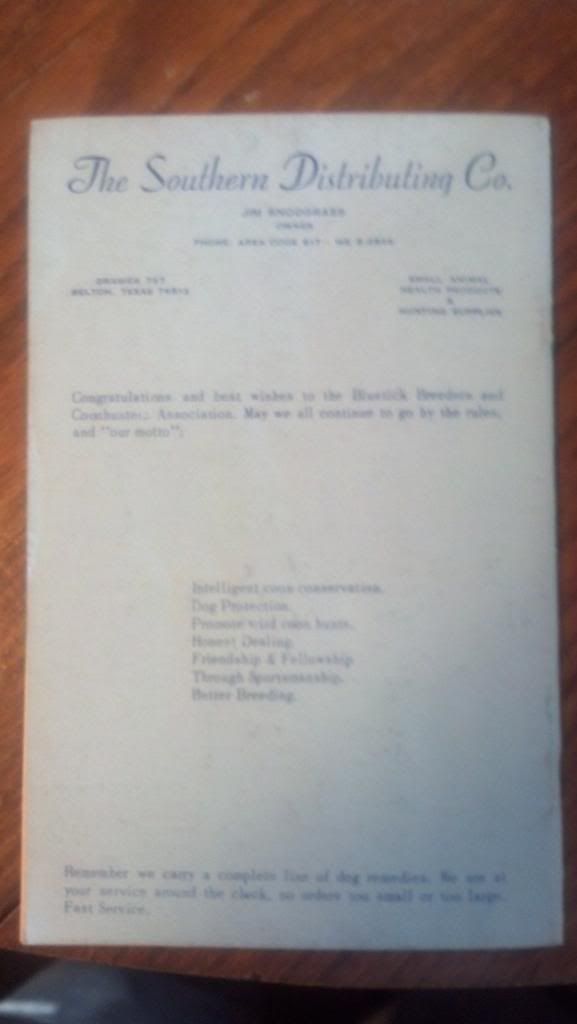 The Southern Distributing Co.
JIM SNODGRASS
OWNER
PHONE: AREA CODE 817
DRAWER 757
BELTON, TEXAS 76513
SMALL ANIMAL
HEALTH PRODUCTS
&
HUNTING SUPPLIES
Congratulations and best wishes to the Bluetick Breeders and
Coonhunters Association. May we all continue to go by the rules,
and "our motto";
Intelligent coon conservation.
Dog Protection.
Promote wild coon hunts.
Honest Dealing.
Friendship & Fellowship
Through Sportsmanship.
Better Breeding.
Remember we carry a complete line of dog remedies. We are at
your service around the clock, no orders too small or too large.
Fast Service.